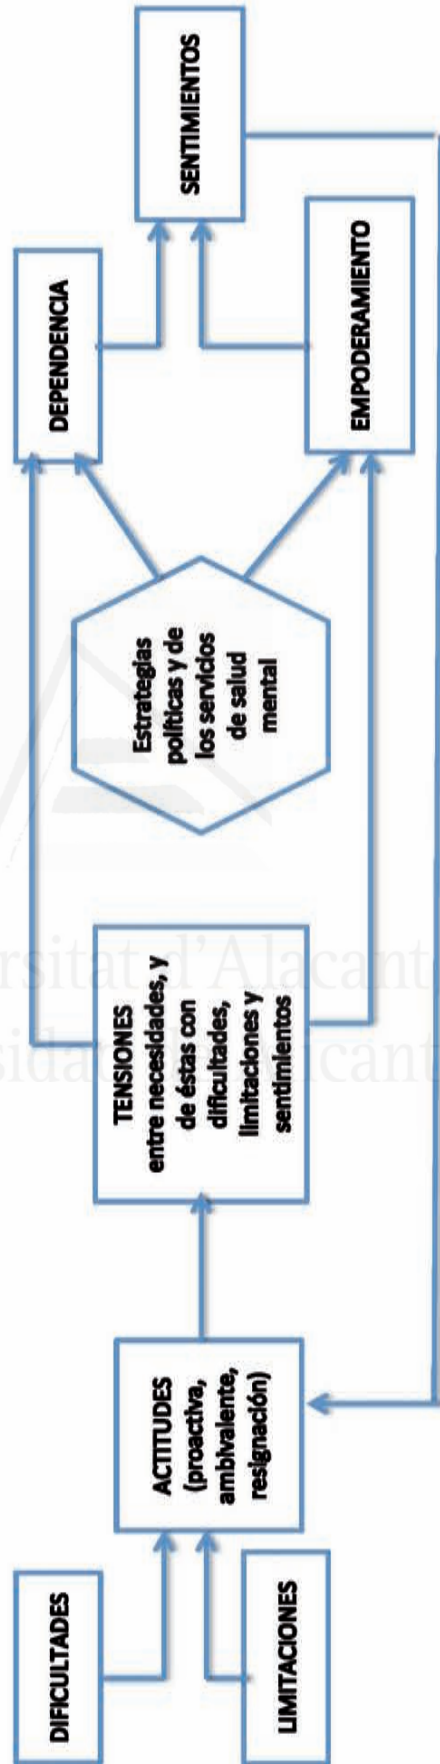 DIFICULTADES
LIMITACIONES
ACTITUDES
(proactiva,
ambivalente,
resignación)
TENSIONES
entre necesidades, y
de éstas con
dificultades,
limitaciones y
sentimientos
Estrategias
políticas y de
los servicios
de salud
mental
DEPENDENCIA
EMPODERAMIENTO
SENTIMIENTOS